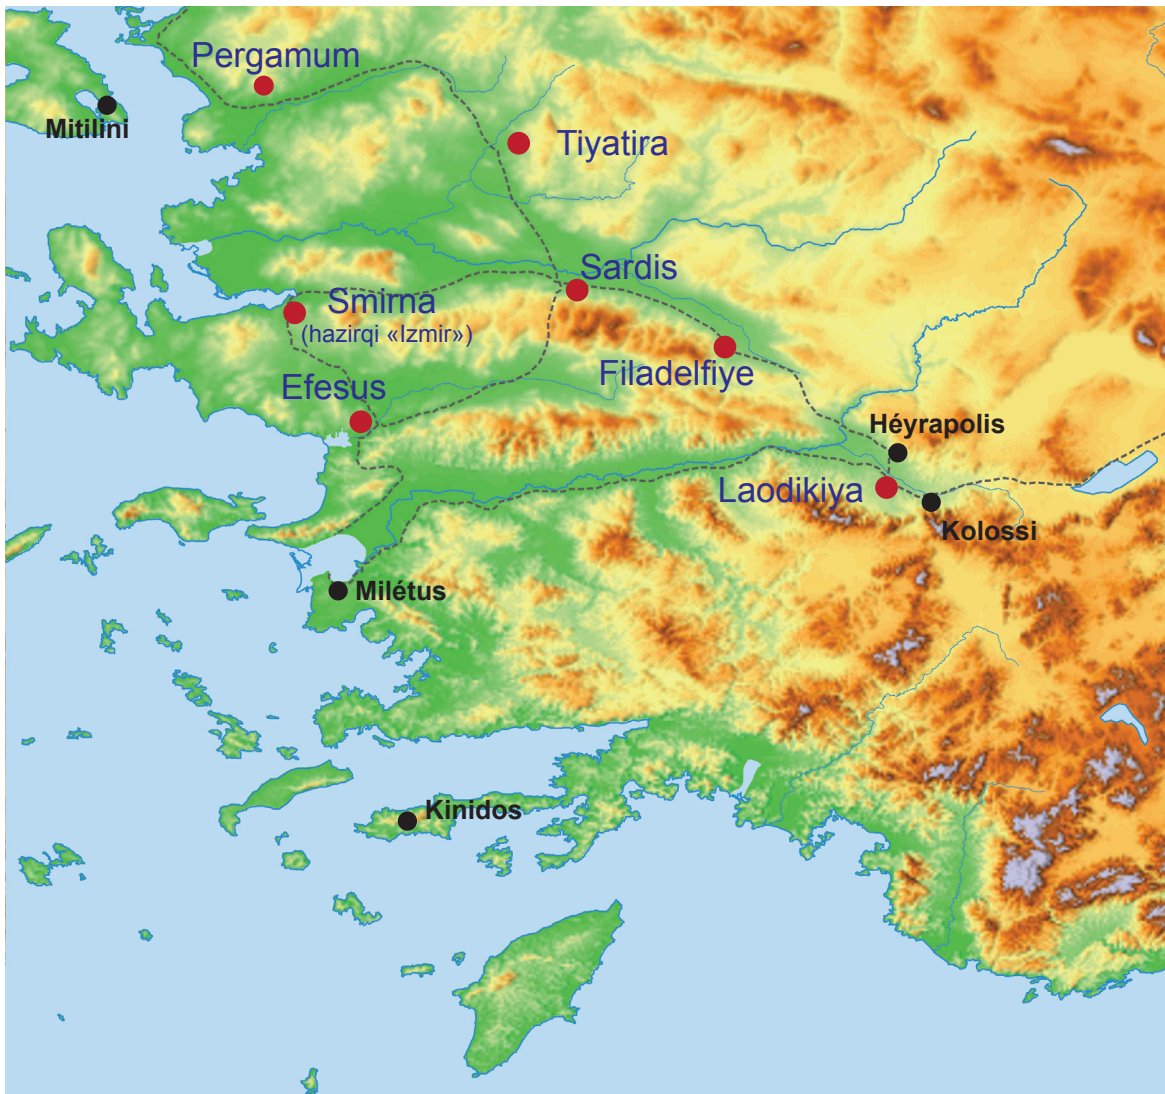 Pergamum
Mitilini
Tiyatira
Sardis
Smirna
(hazirqi «Izmir»)
Filadelfiye
Efesus
Héyrapolis
Laodikiya
Kolossi
Milétus
Kinidos